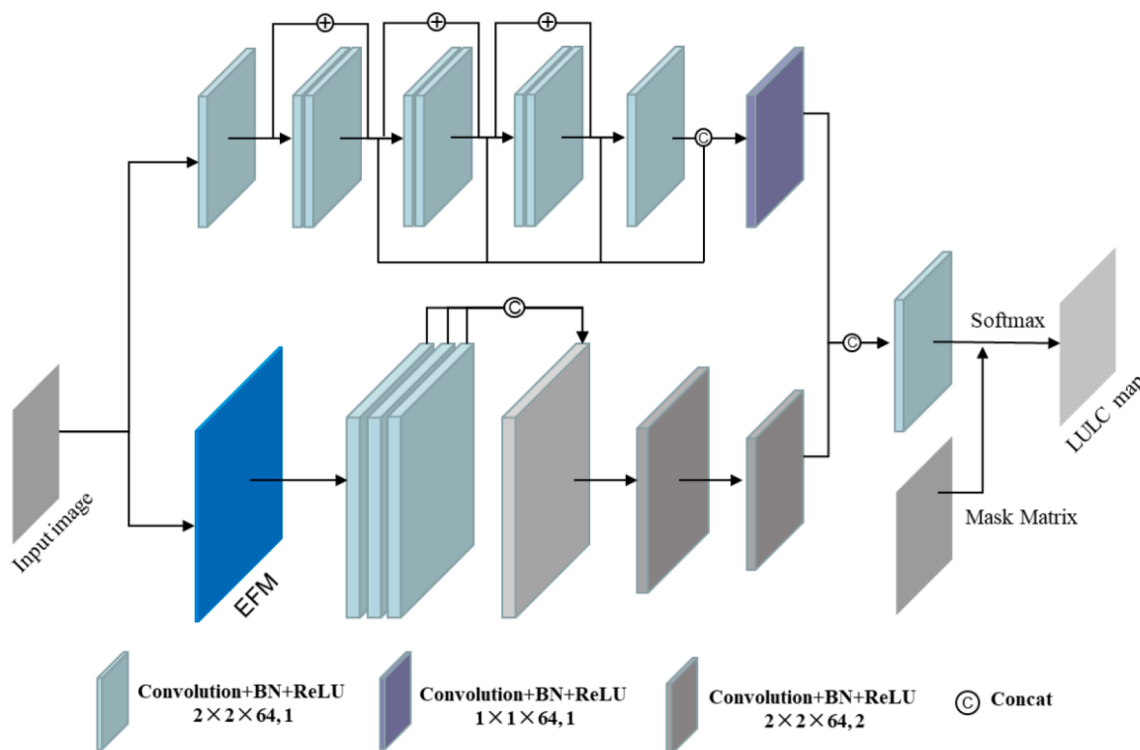 + + +
C
C
C
Softmax
LULC map
Input image
Mask Matrix
EFM
Convolution+BN+ReLU
2×2×64,1
Convolution+BN+ReLU
1×1×64,1
Convolution+BN+ReLU
2×2×64,2
C Concat